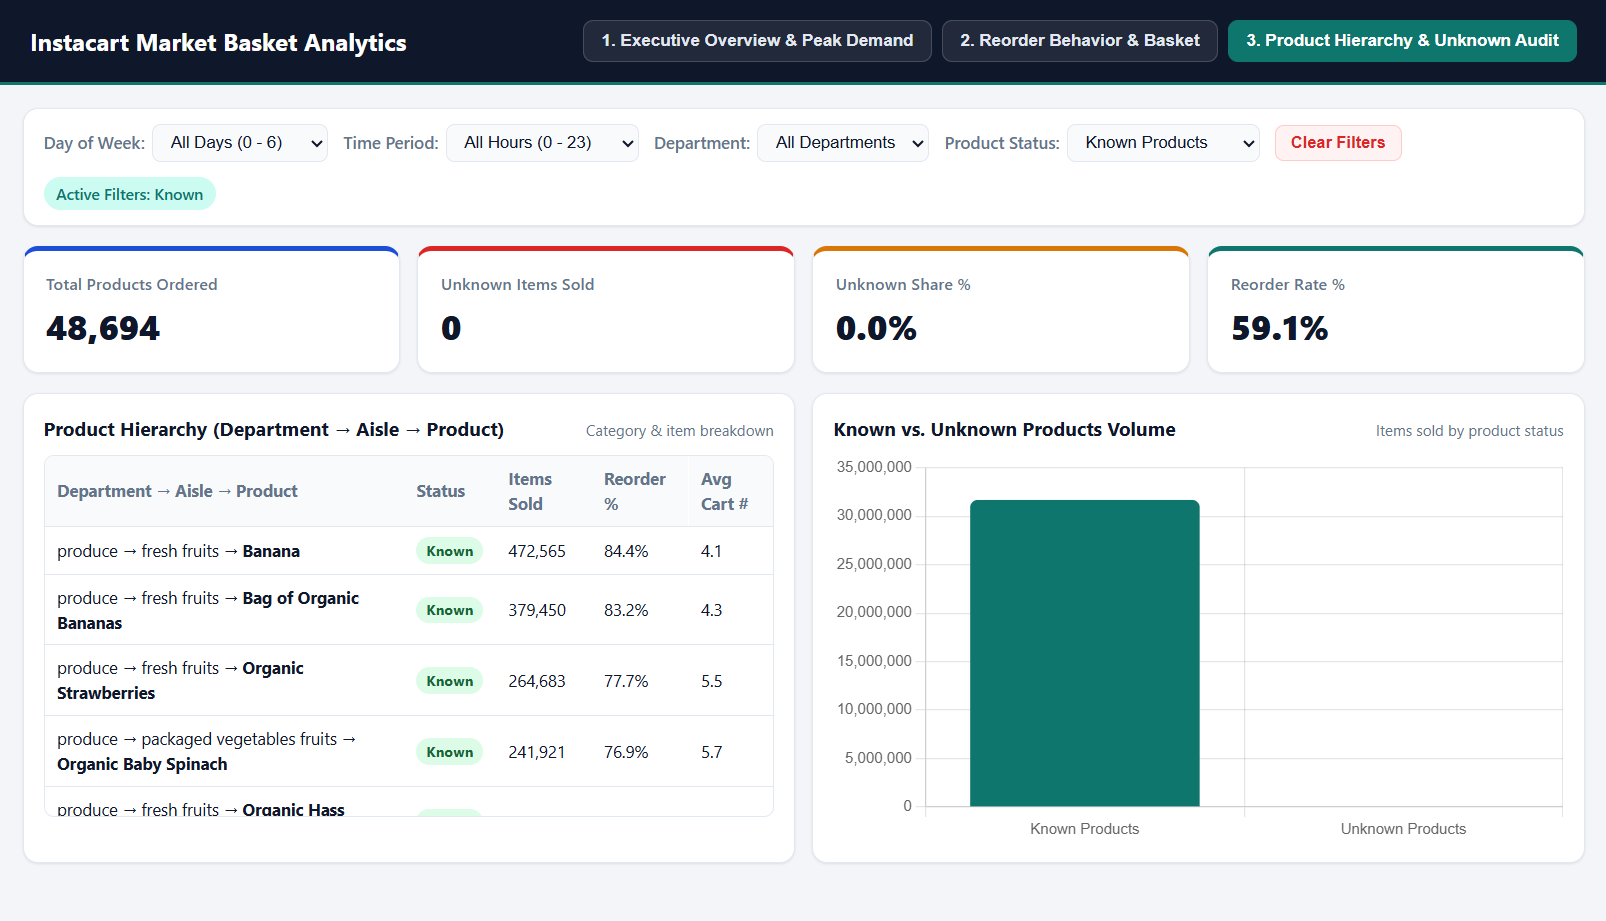 Instacart Market Basket Analytics
1. Executive Overview & Peak Demand
2. Reorder Behavior & Basket
3. Product Hierarchy & Unknown Audit
Day of Week: All Days (0 - 6)
Time Period: All Hours (0 - 23)
Department: All Departments
Product Status: Known Products
Clear Filters
Active Filters: Known
Total Products Ordered
48,694
Unknown Items Sold
0
Unknown Share %
0.0%
Reorder Rate %
59.1%
Product Hierarchy (Department → Aisle → Product)
Category & item breakdown
Department → Aisle → Product
Status
Items
Sold
Reorder
%
Avg
Cart #
produce → fresh fruits → Banana
Known
472,565
84.4%
4.1
produce → fresh fruits → Bag of Organic
Bananas
Known
379,450
83.2%
4.3
produce → fresh fruits → Organic
Strawberries
Known
264,683
77.7%
5.5
produce → packaged vegetables fruits →
Organic Baby Spinach
Known
241,921
76.9%
5.7
produce → fresh fruits → Organic Hass
Known vs. Unknown Products Volume
Items sold by product status
35,000,000
30,000,000
25,000,000
20,000,000
15,000,000
10,000,000
5,000,000
0
Known Products
Unknown Products